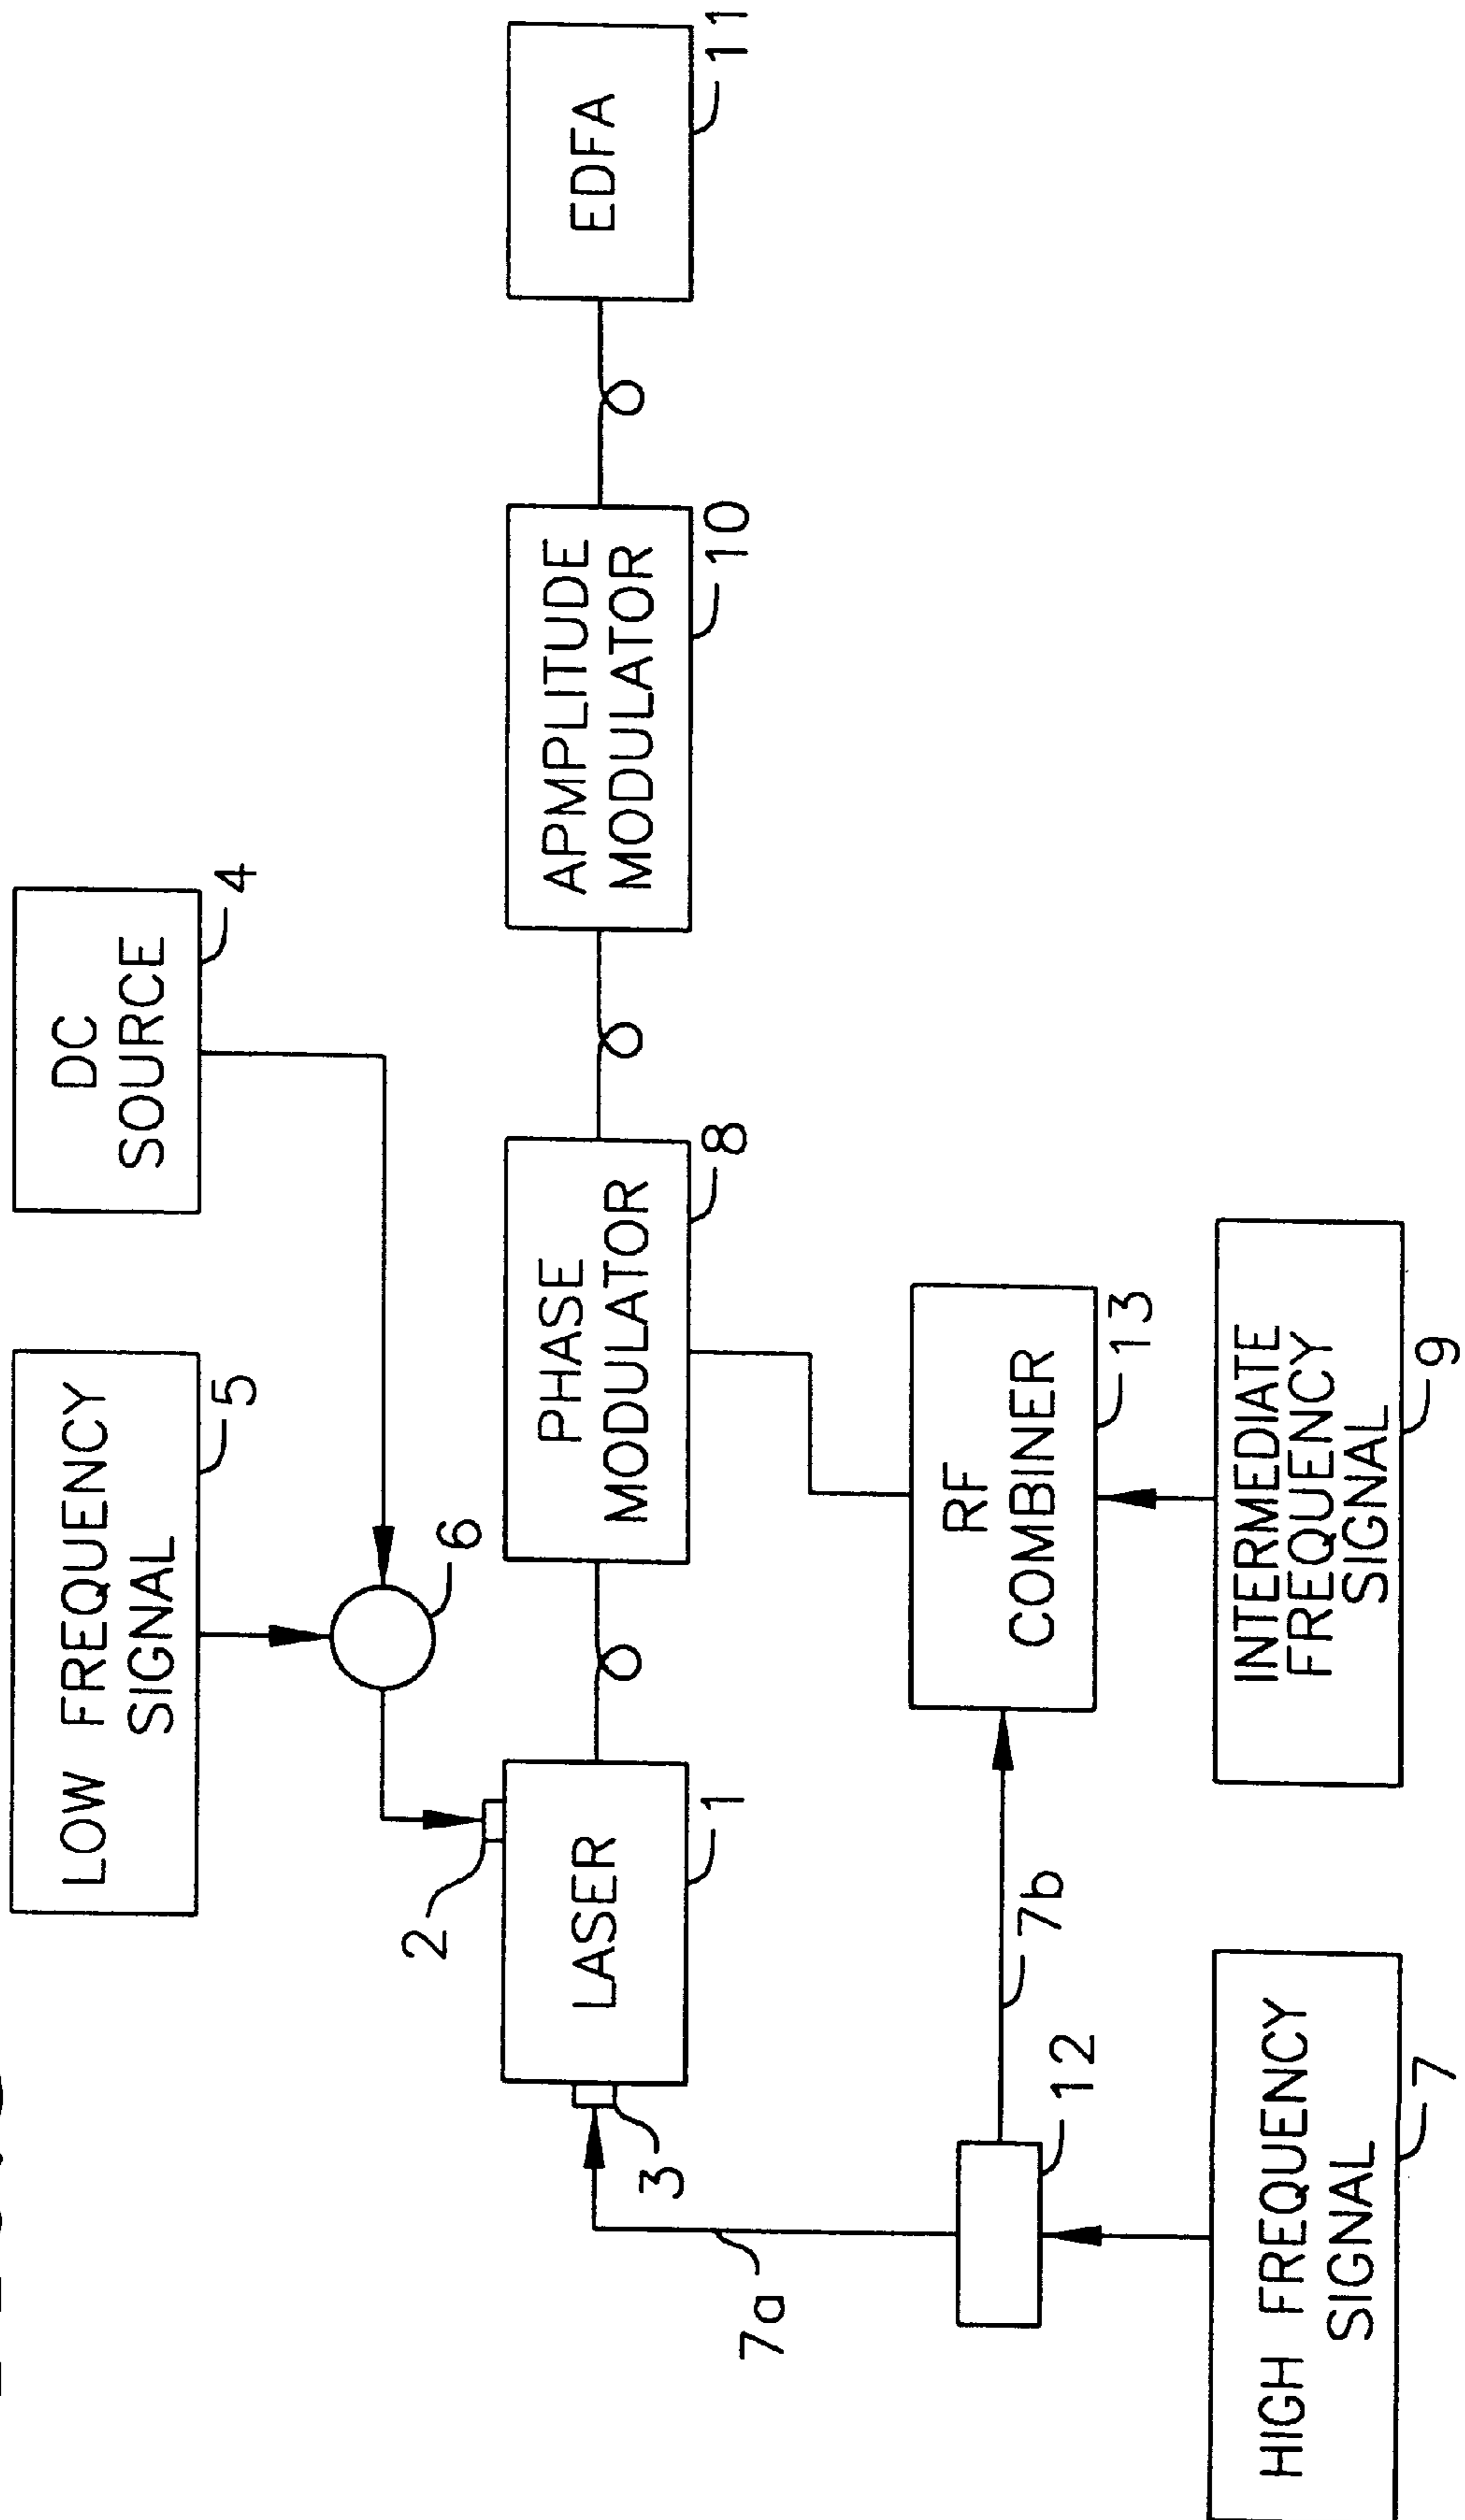 LOW FREQUENCY
SIGNAL
5
DC
SOURCE
4
6
2
LASER
1
3
PHASE
MODULATOR
8
APMPLITUDE
MODULATOR
10
EDFA
11
7a
12
7b
RF
COMBINER
13
HIGH FREQUENCY
SIGNAL
7
INTERMEDIATE
FREQUENCY
SIGNAL
9